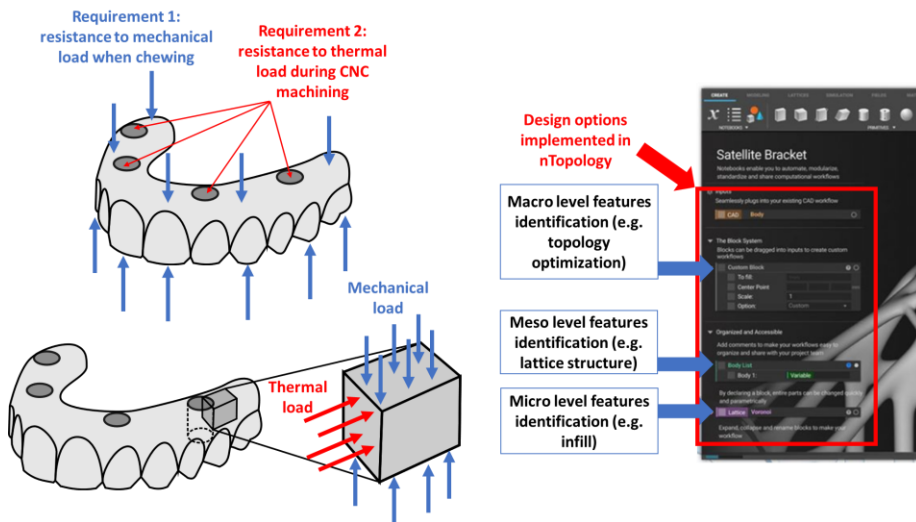 Requirement 1:
resistance to mechanical
load when chewing
Requirement 2:
resistance to thermal
load during CNC
machining
Mechanical
load
Thermal
load
Design options
implemented in
nTopology
Macro level features
identification (e.g.
topology
optimization)
Meso level features
identification (e.g.
lattice structure)
Micro level features
identification (e.g.
infill)
CREATE MODELING LATTICES SIMULATION FIELDS
NOTEBOOKS PRIMITIVES
Satellite Bracket
Notebooks enable you to automate, modularize,
standardize and share computational workflows
Inputs
Seamlessly plugs into your existing CAD workflow
CAD Body
The Block System
Blocks can be dragged into inputs to create custom
workflows
Custom Block
To fill:
Center Point
Scale: 1
Option: Custom
Organized and Accessible
Add comments to make your workflows easy to
organize and share with your project team
Body List
Body 1: Variable
By declaring a block, entire parts can be changed quickly
and parametrically
Lattice Voronoi
Expand, collapse and rename blocks to make your
workflow